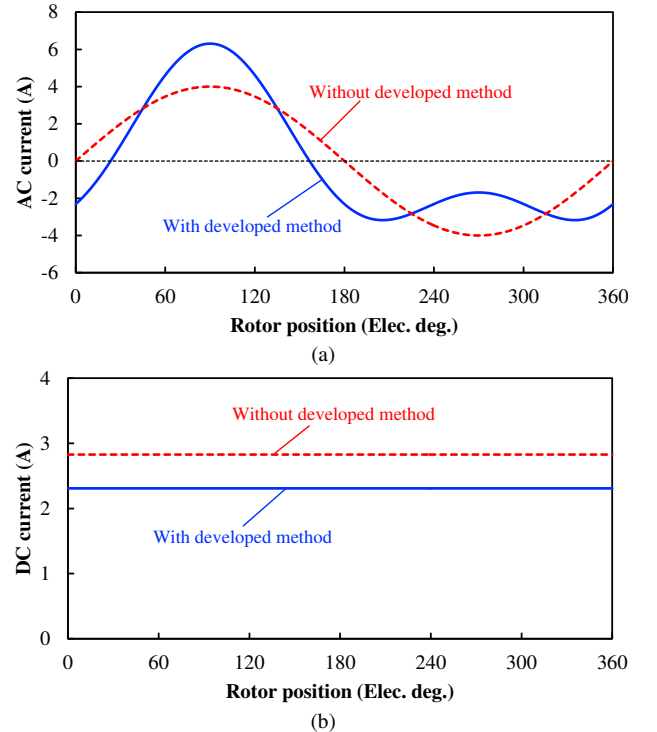 8
6
4
2
0
-2
-4
-6
AC current (A)
Without developed method
With developed method
0 60 120 180 240 300 360
Rotor position (Elec. deg.)
(a)
4
3
2
1
0
DC current (A)
Without developed method
With developed method
0 60 120 180 240 300 360
Rotor position (Elec. deg.)
(b)